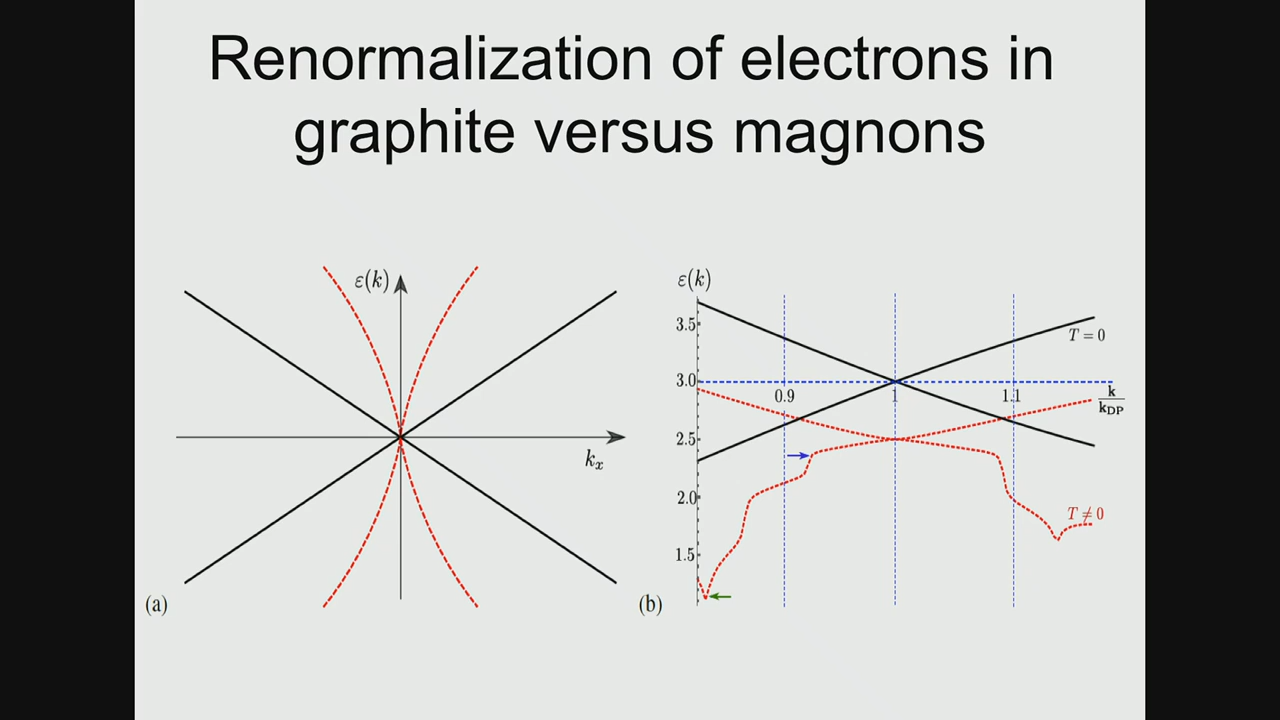 Renormalization of electrons in
graphite versus magnons
ε(k)
kₓ
(a)
ε(k)
3.5
3.0
2.5
2.0
1.5
0.9
1
1.1
k
k_DP
T = 0
T ≠ 0
(b)